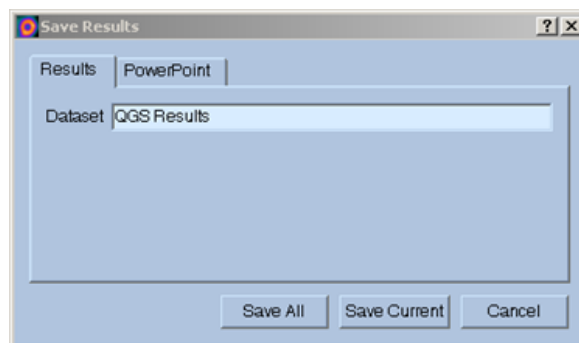 Save Results
Results PowerPoint
Dataset QGS Results
Save All Save Current Cancel